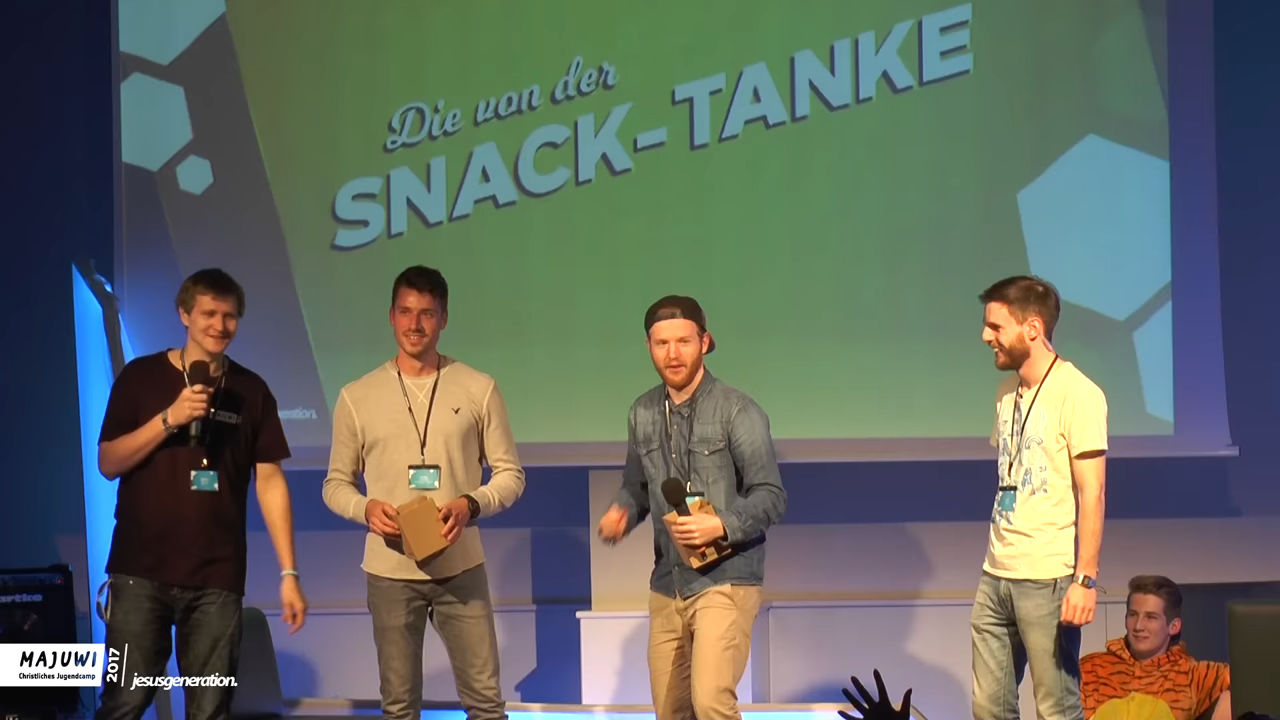 Die von der
SNACK-TANKE
MAJUWI
Christliches Jugendcamp
2017
jesusgeneration.